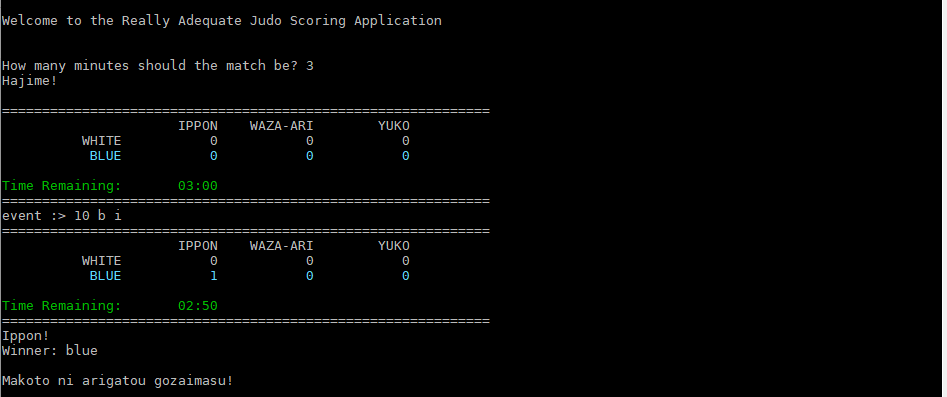 Welcome to the Really Adequate Judo Scoring Application
How many minutes should the match be? 3
Hajime!
=============================================================
IPPON WAZA-ARI YUKO
WHITE 0 0 0
BLUE 0 0 0
Time Remaining: 03:00
=============================================================
event :> 10 b i
=============================================================
IPPON WAZA-ARI YUKO
WHITE 0 0 0
BLUE 1 0 0
Time Remaining: 02:50
=============================================================
Ippon!
Winner: blue
Makoto ni arigatou gozaimasu!